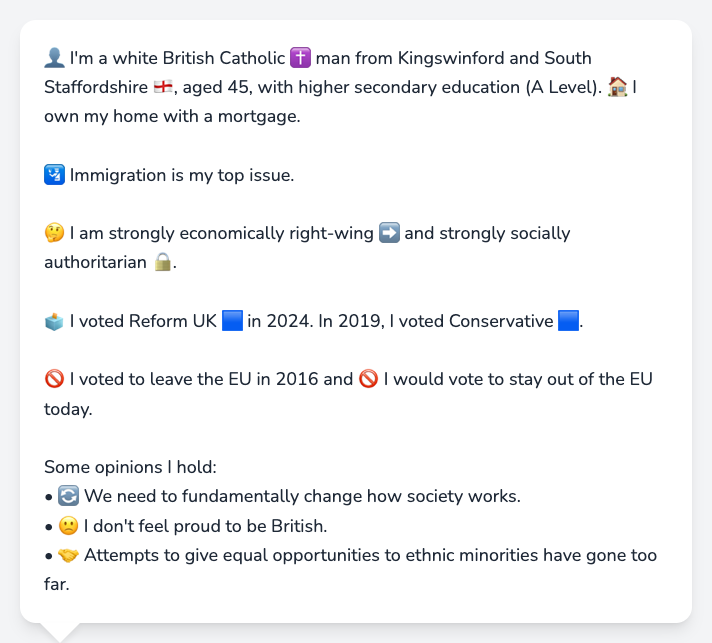 👤 I'm a white British Catholic ✝️ man from Kingswinford and South
Staffordshire 🏴󠁧󠁢󠁥󠁮󠁧󠁿, aged 45, with higher secondary education (A Level). 🏠 I
own my home with a mortgage.
🛂 Immigration is my top issue.
🤔 I am strongly economically right-wing ➡️ and strongly socially
authoritarian 🔒.
🗳️ I voted Reform UK 🟦 in 2024. In 2019, I voted Conservative 🟦.
🚫 I voted to leave the EU in 2016 and 🚫 I would vote to stay out of the EU
today.
Some opinions I hold:
• 🔄 We need to fundamentally change how society works.
• 🙁 I don't feel proud to be British.
• 🤝 Attempts to give equal opportunities to ethnic minorities have gone too
far.